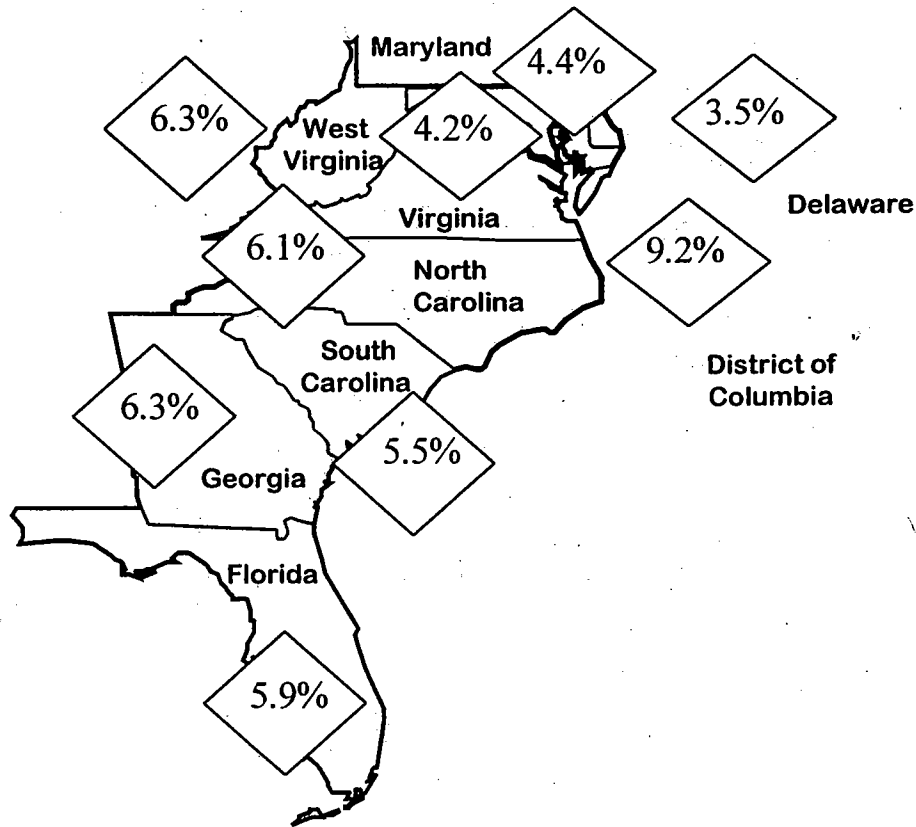 Maryland
4.4%
6.3%
West
Virginia
4.2%
3.5%
Delaware
Virginia
6.1%
9.2%
North
Carolina
South
Carolina
District of
Columbia
6.3%
5.5%
Georgia
Florida
5.9%